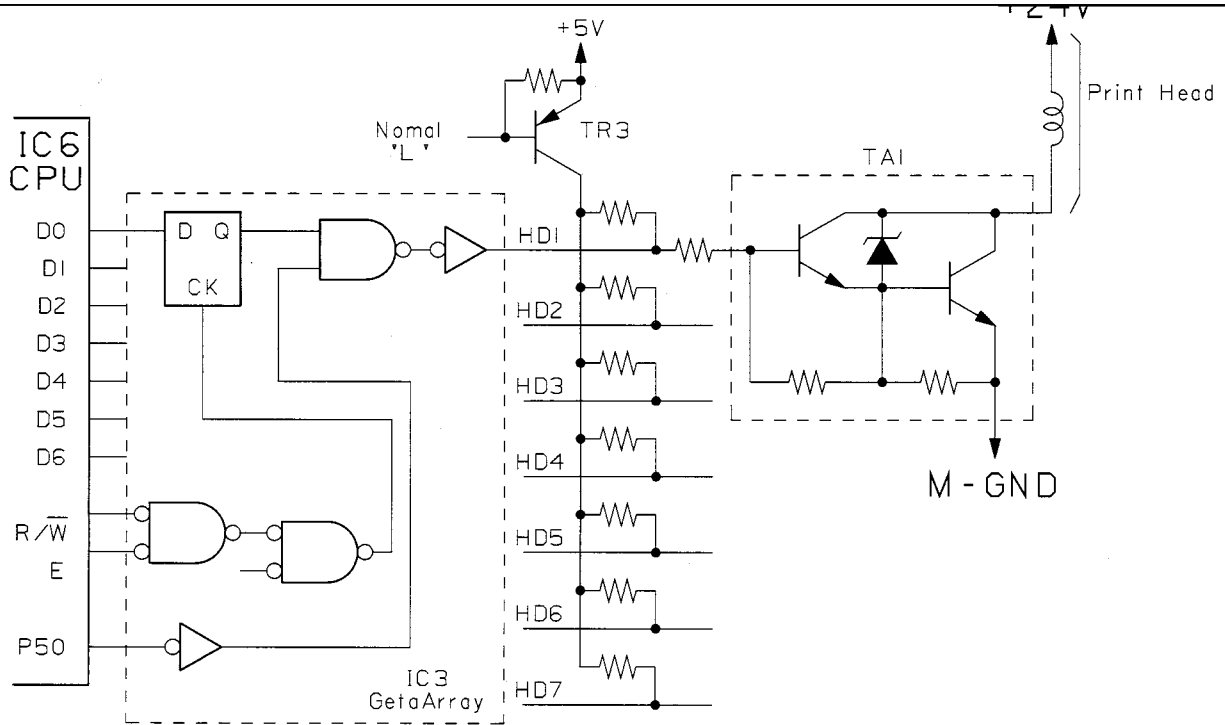 +24V
+5V
Print Head
Nomal
"L"
TR3
IC6
CPU
TA1
D0
D Q
HD1
D1
CK
D2
HD2
D3
HD3
D4
D5
D6
HD4
M-GND
R/W̅
HD5
E
HD6
P50
IC3
GetaArray
HD7